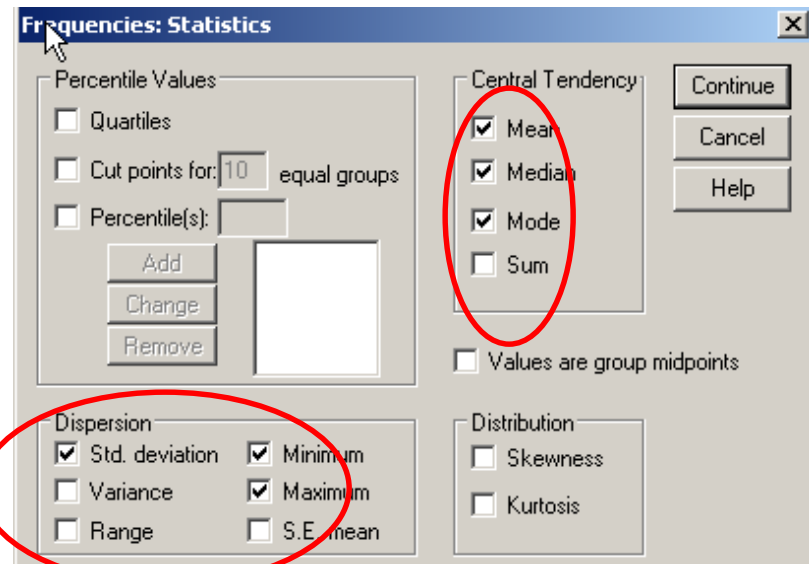 Frequencies: Statistics
Percentile Values
Quartiles
Cut points for: 10 equal groups
Percentile(s):
Add
Change
Remove
Central Tendency
Mean
Median
Mode
Sum
Continue
Cancel
Help
Values are group midpoints
Dispersion
Std. deviation Minimum
Variance Maximum
Range S.E. mean
Distribution
Skewness
Kurtosis